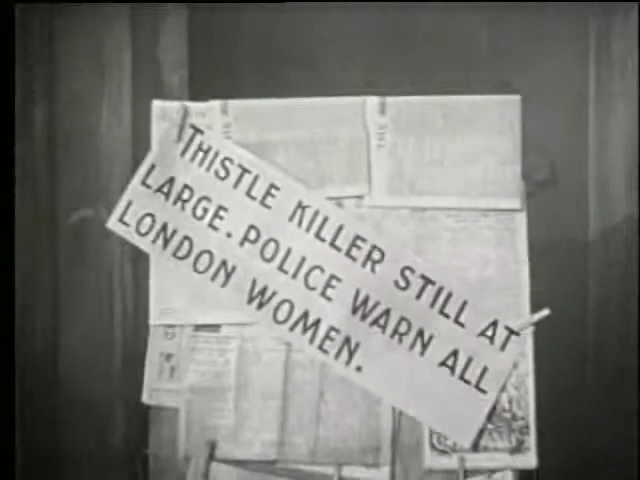 THISTLE KILLER STILL AT
LARGE. POLICE WARN ALL
LONDON WOMEN.